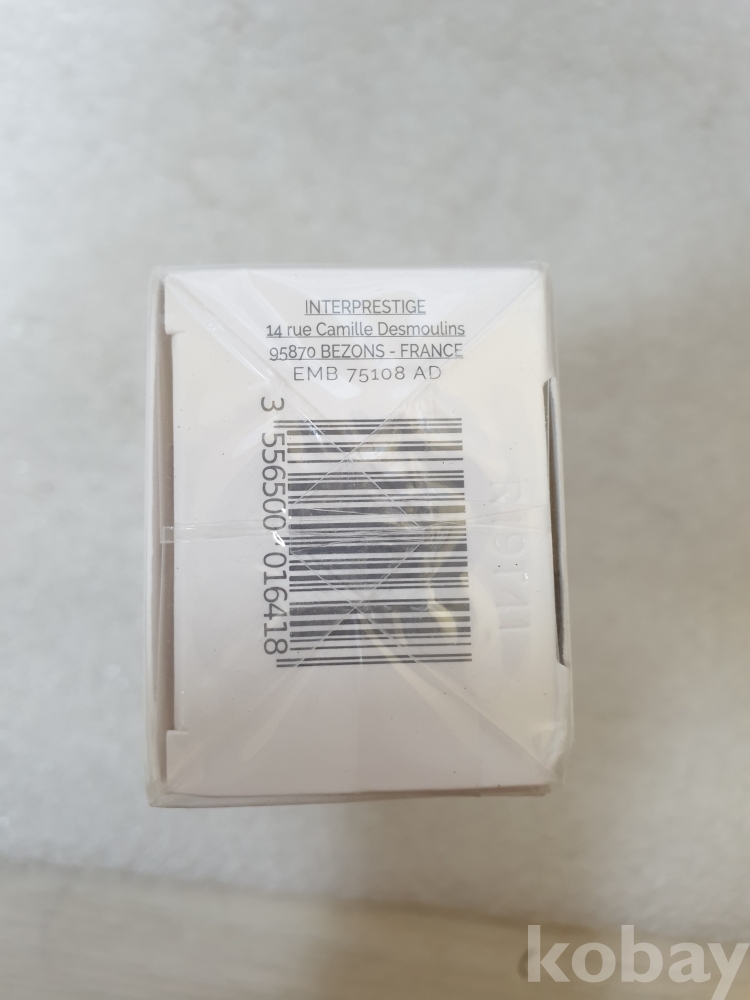 INTERPRESTIGE
14 rue Camille Desmoulins
95870 BEZONS - FRANCE
EMB 75108 AD
3 556500 016418
kobay